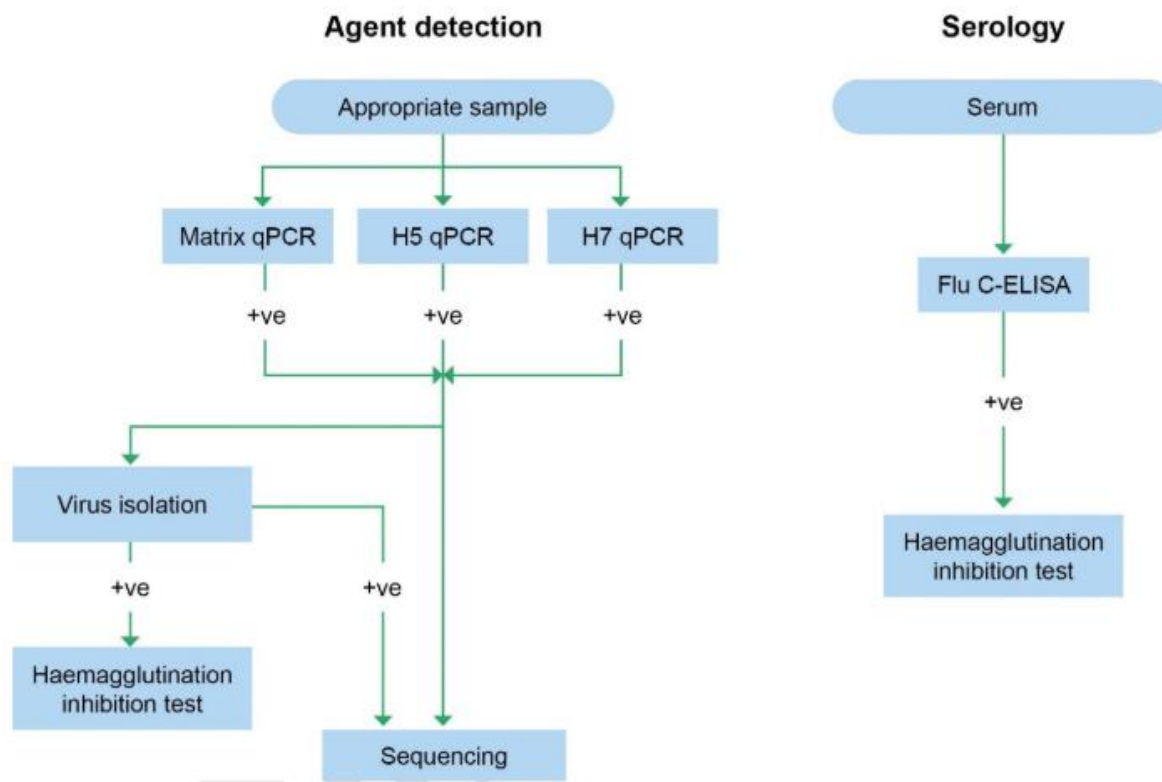 Agent detection
Serology
Appropriate sample
Serum
Matrix qPCR
H5 qPCR
H7 qPCR
Flu C-ELISA
+ve
+ve
+ve
+ve
Virus isolation
Haemagglutination
inhibition test
+ve
+ve
Haemagglutination
inhibition test
Sequencing